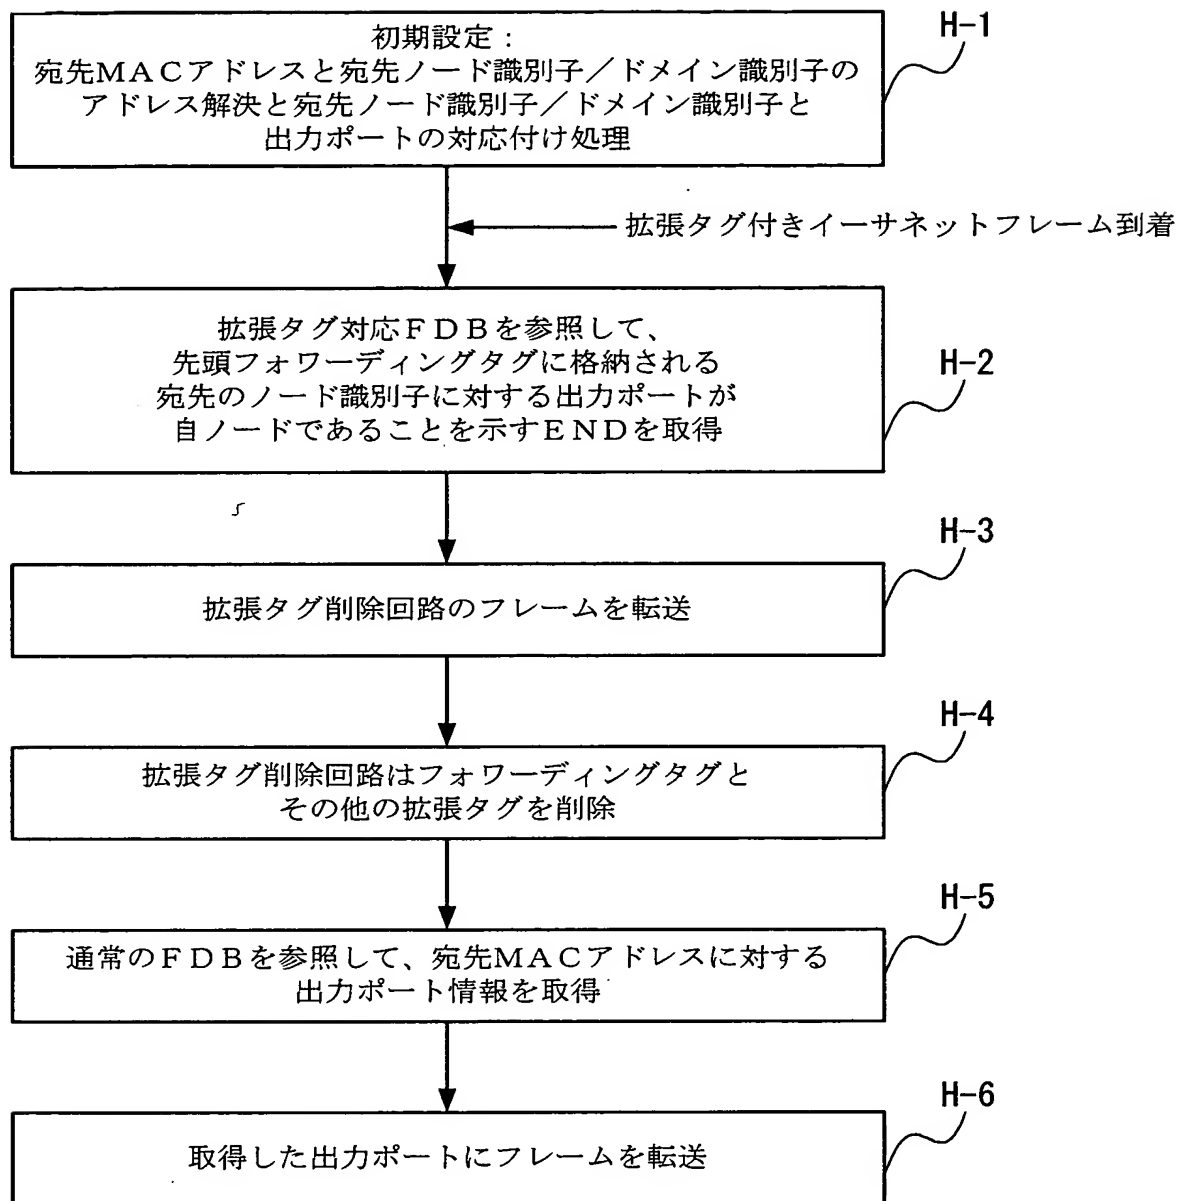 H-1
初期設定：
宛先ＭＡＣアドレスと宛先ノード識別子／ドメイン識別子の
アドレス解決と宛先ノード識別子／ドメイン識別子と
出力ポートの対応付け処理
拡張タグ付きイーサネットフレーム到着
H-2
拡張タグ対応ＦＤＢを参照して、
先頭フォワーディングタグに格納される
宛先のノード識別子に対する出力ポートが
自ノードであることを示すＥＮＤを取得
H-3
拡張タグ削除回路のフレームを転送
H-4
拡張タグ削除回路はフォワーディングタグと
その他の拡張タグを削除
H-5
通常のＦＤＢを参照して、宛先ＭＡＣアドレスに対する
出力ポート情報を取得
H-6
取得した出力ポートにフレームを転送